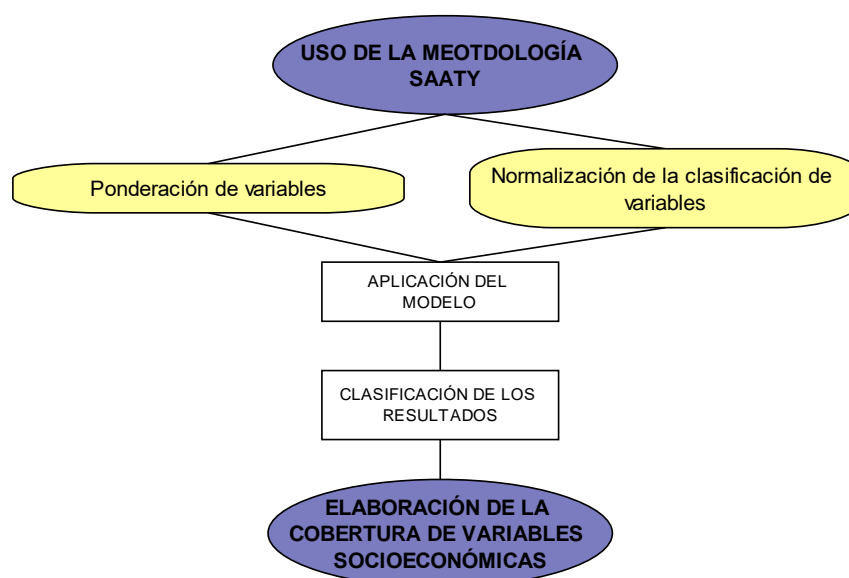 USO DE LA MEOTDOLOGÍA
SAATY
Ponderación de variables
Normalización de la clasificación de
variables
APLICACIÓN DEL
MODELO
CLASIFICACIÓN DE LOS
RESULTADOS
ELABORACIÓN DE LA
COBERTURA DE VARIABLES
SOCIOECONÓMICAS